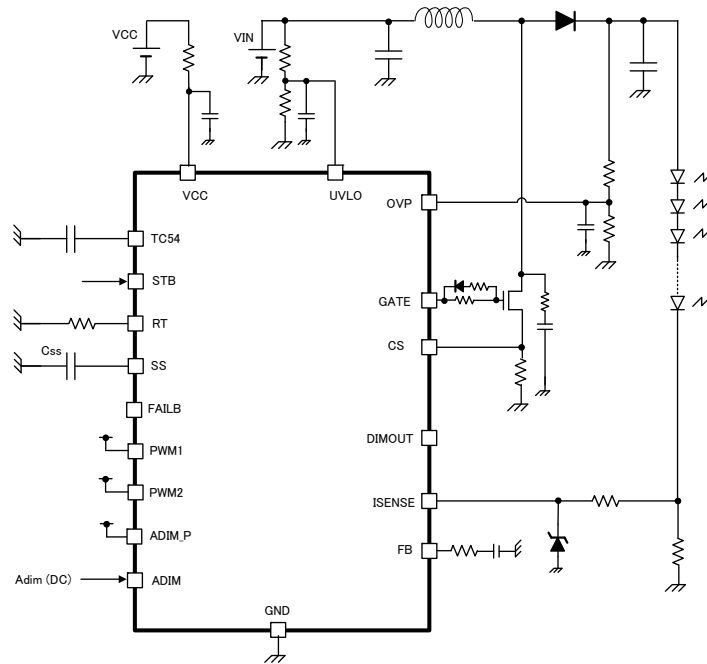 VCC
VIN
VCC
UVLO
OVP
TC54
STB
GATE
RT
CS
Css
SS
FAILB
DIMOUT
PWM1
PWM2
ISENSE
ADIM_P
FB
Adim (DC)
ADIM
GND